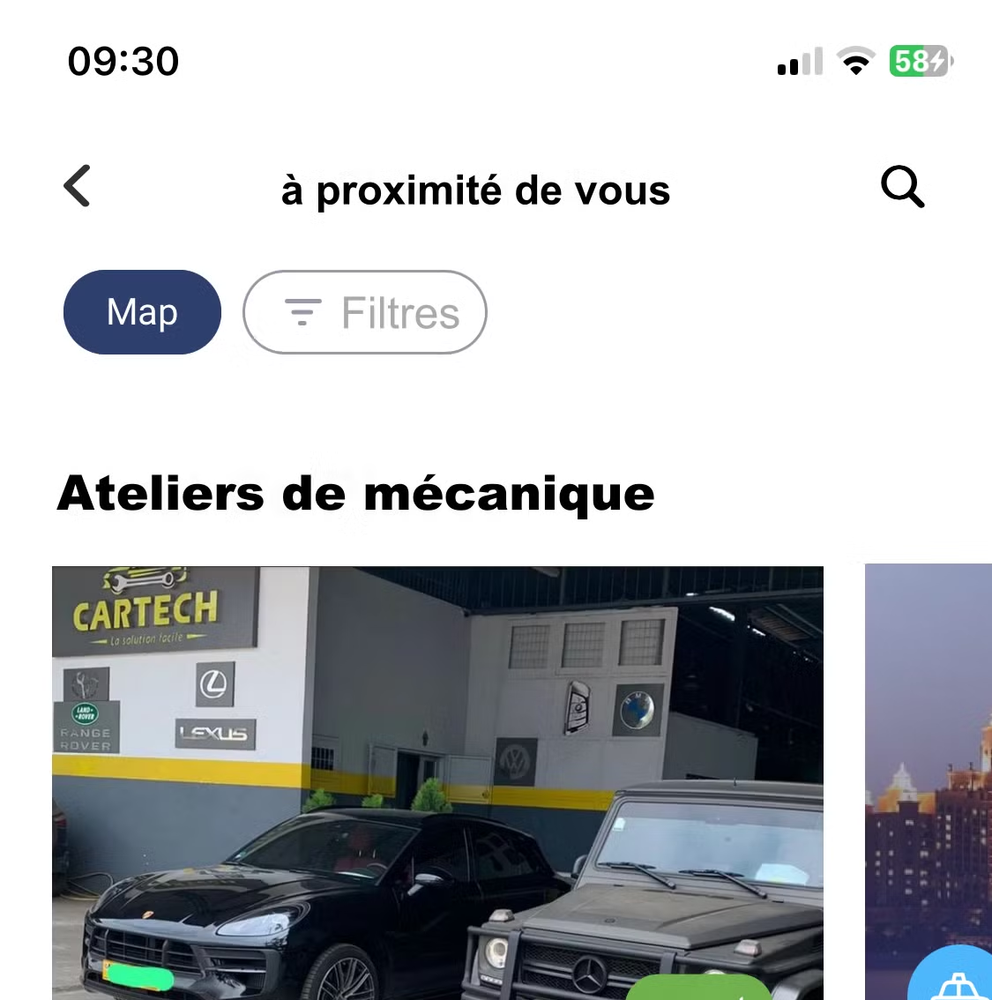 09:30
58
à proximité de vous
Map
Filtres
Ateliers de mécanique
CARTECH
La solution facile
LAND
ROVER
RANGE
ROVER
LEXUS
BMW